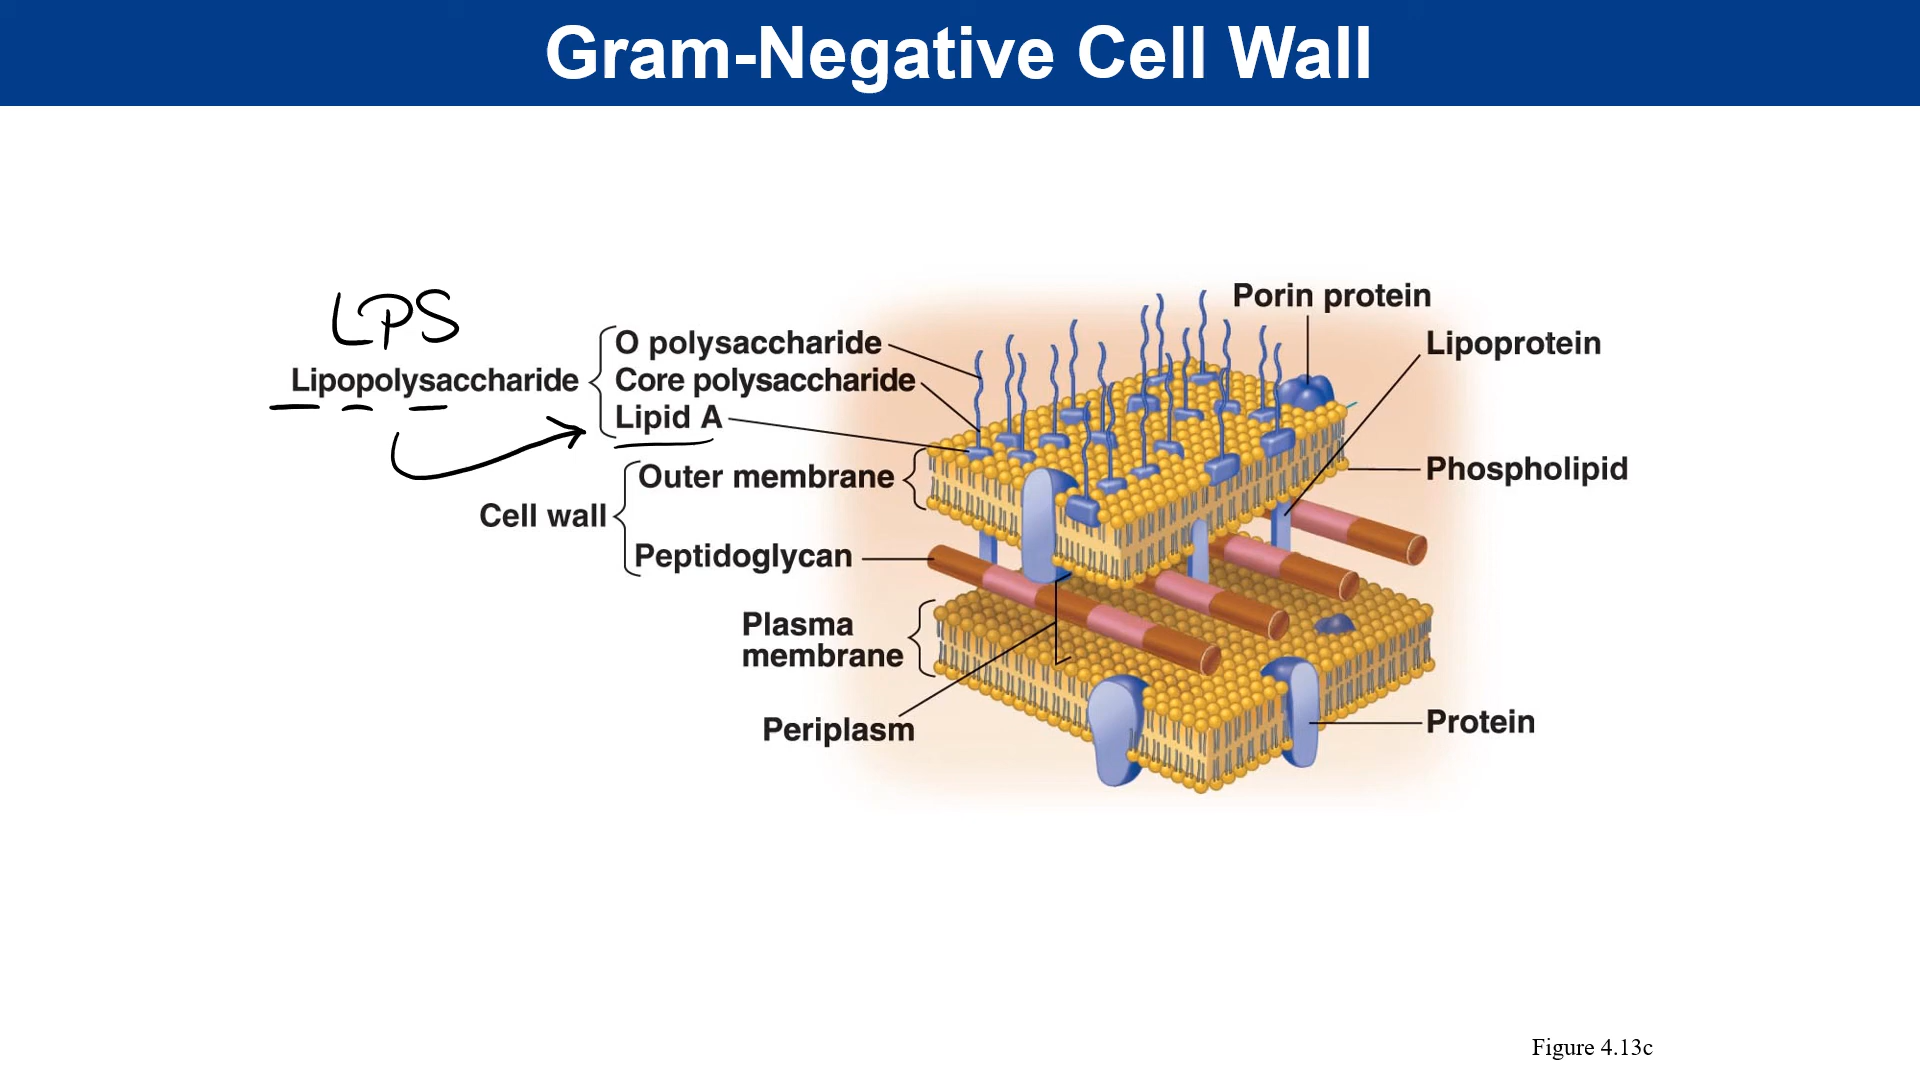 Gram-Negative Cell Wall
LPS
Porin protein
Lipoprotein
O polysaccharide
Lipopolysaccharide
Core polysaccharide
Lipid A
Phospholipid
Outer membrane
Cell wall
Peptidoglycan
Plasma
membrane
Periplasm
Protein
Figure 4.13c